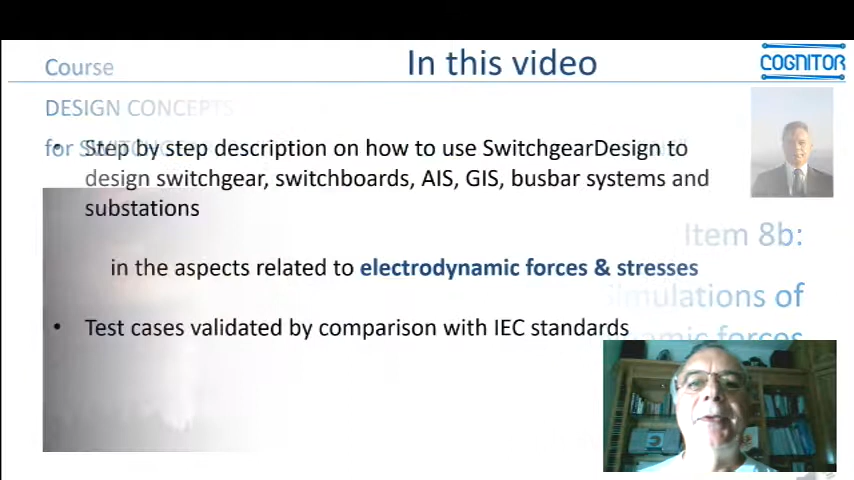 Course
In this video
COGNITOR
DESIGN CONCEPTS
for
• Step by step description on how to use SwitchgearDesign to
design switchgear, switchboards, AIS, GIS, busbar systems and
substations
Item 8b:
in the aspects related to electrodynamic forces & stresses
Simulations of
• Test cases validated by comparison with IEC standards
forces